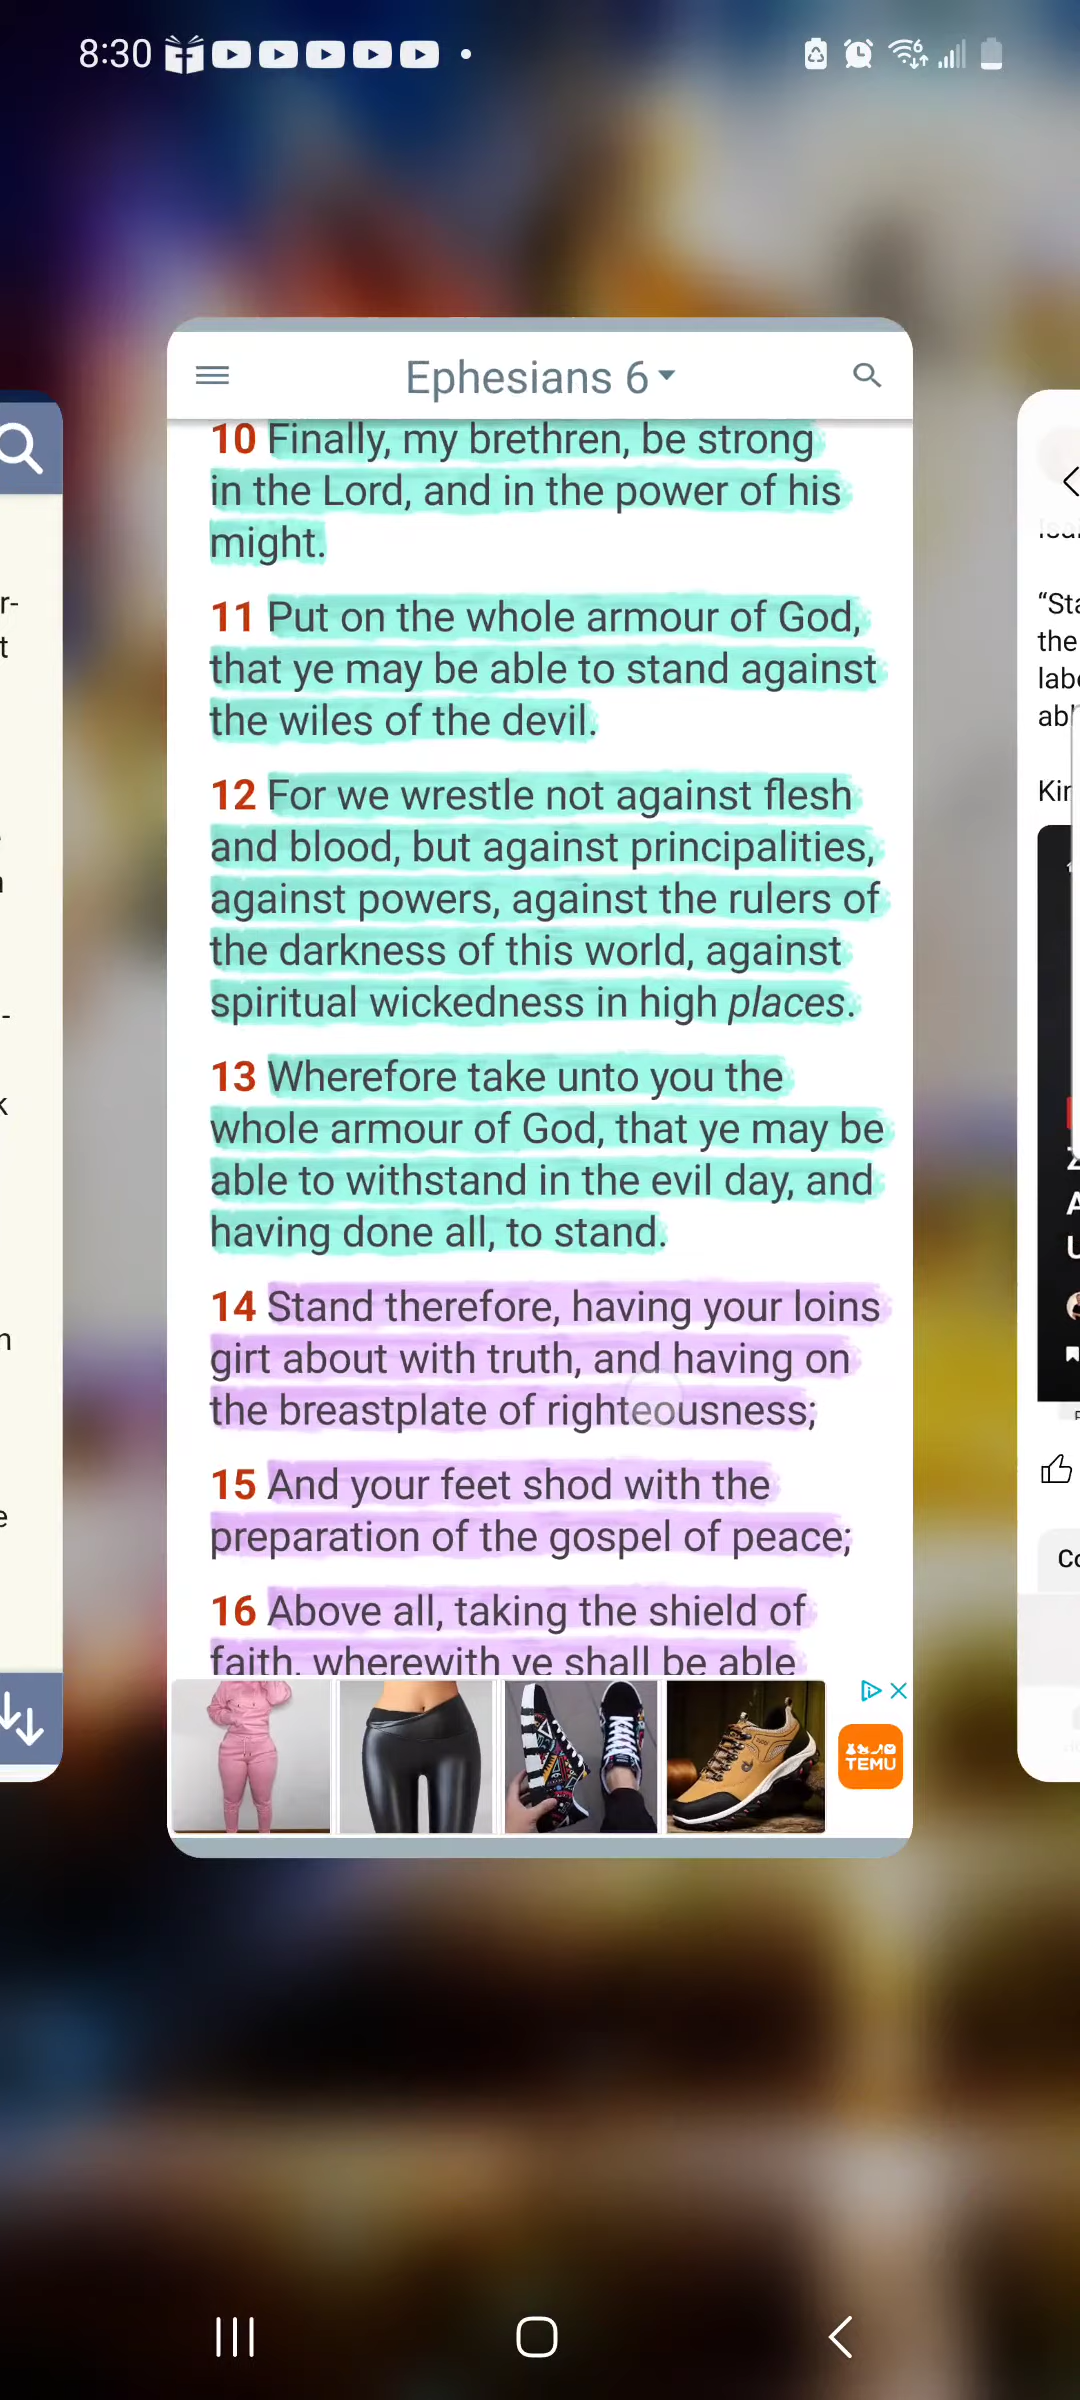 8:30
Ephesians 6
10 Finally, my brethren, be strong
in the Lord, and in the power of his
might.
11 Put on the whole armour of God,
that ye may be able to stand against
the wiles of the devil.
12 For we wrestle not against flesh
and blood, but against principalities,
against powers, against the rulers of
the darkness of this world, against
spiritual wickedness in high places.
13 Wherefore take unto you the
whole armour of God, that ye may be
able to withstand in the evil day, and
having done all, to stand.
14 Stand therefore, having your loins
girt about with truth, and having on
the breastplate of righteousness;
15 And your feet shod with the
preparation of the gospel of peace;
16 Above all, taking the shield of
faith, wherewith ye shall be able
TEMU
the